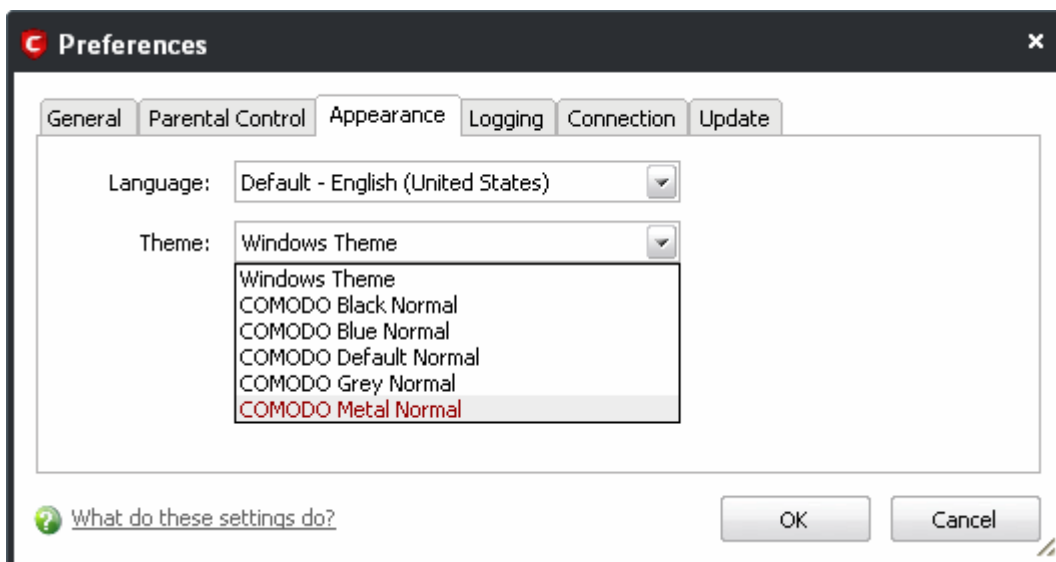 Preferences
General Parental Control Appearance Logging Connection Update
Language: Default - English (United States)
Theme: Windows Theme
Windows Theme
COMODO Black Normal
COMODO Blue Normal
COMODO Default Normal
COMODO Grey Normal
COMODO Metal Normal
What do these settings do? OK Cancel